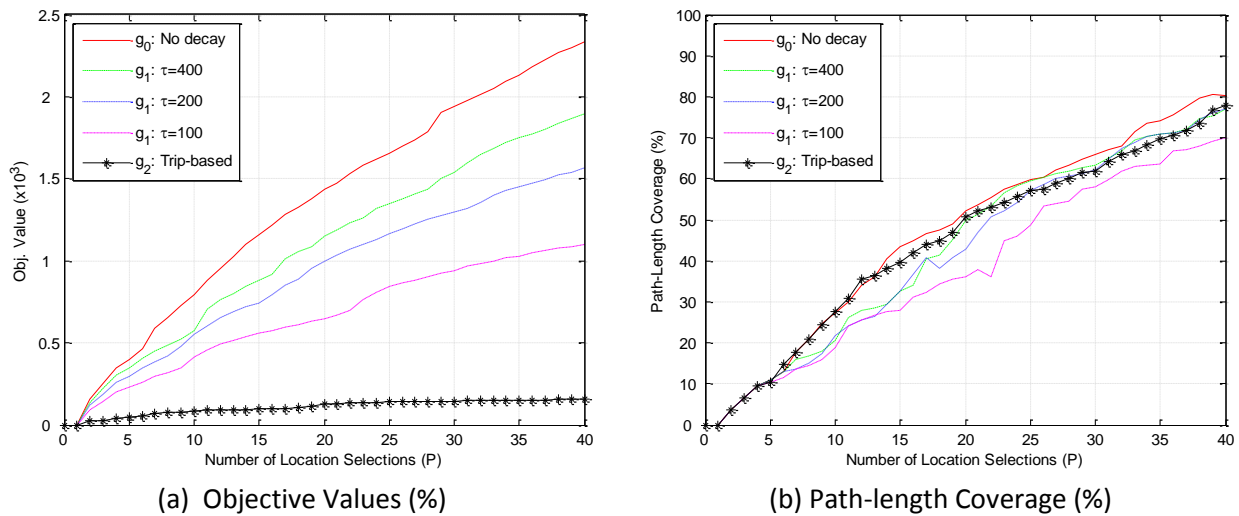 g0: No decay
g1: τ=400
g1: τ=200
g1: τ=100
g2: Trip-based
2.5
2
1.5
1
0.5
0
Obj. Value (x10^3)
0 5 10 15 20 25 30 35 40
Number of Location Selections (P)
(a) Objective Values (%)
g0: No decay
g1: τ=400
g1: τ=200
g1: τ=100
g2: Trip-based
100
90
80
70
60
50
40
30
20
10
0
Path-Length Coverage (%)
0 5 10 15 20 25 30 35 40
Number of Location Selections (P)
(b) Path-length Coverage (%)